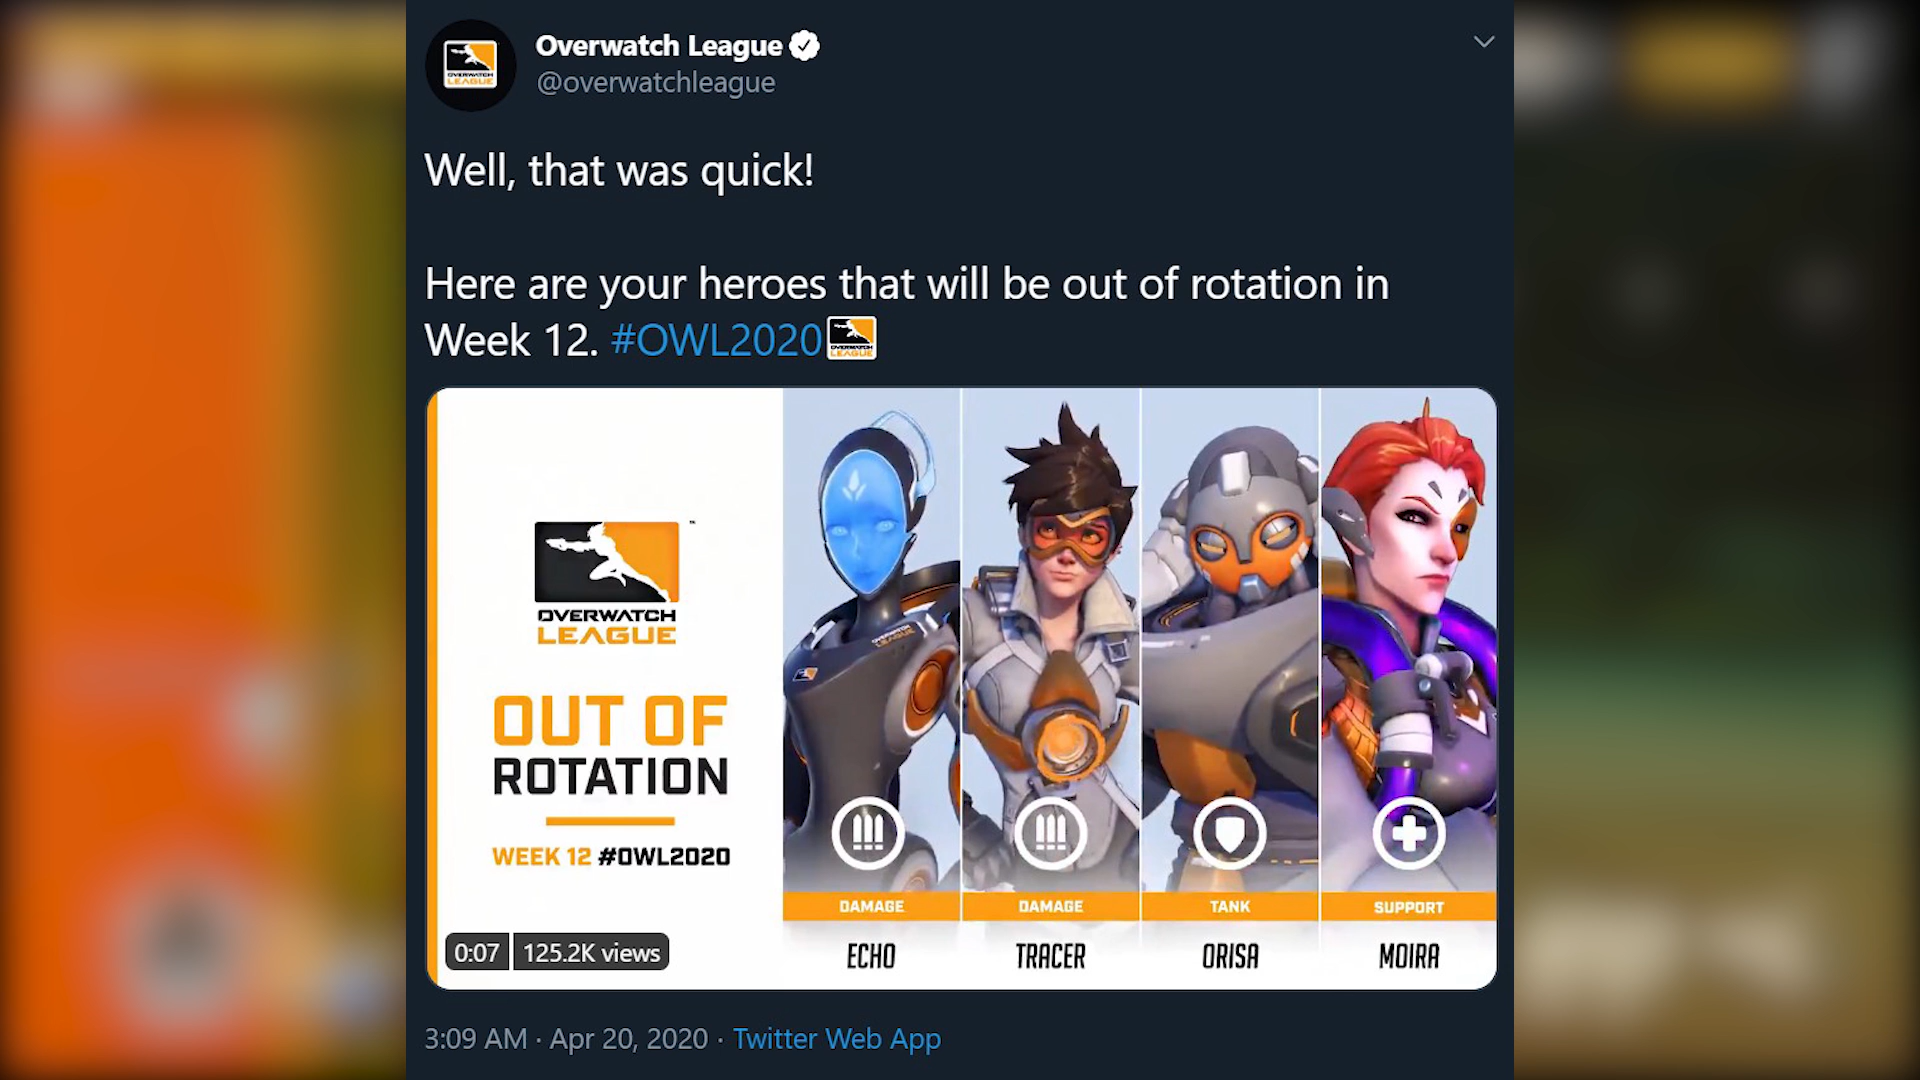 Overwatch League
@overwatchleague
Well, that was quick!
Here are your heroes that will be out of rotation in
Week 12. #OWL2020
OVERWATCH
LEAGUE
OUT OF
ROTATION
WEEK 12 #OWL2020
0:07 125.2K views
DAMAGE
ECHO
DAMAGE
TRACER
TANK
ORISA
SUPPORT
MOIRA
3:09 AM · Apr 20, 2020 · Twitter Web App